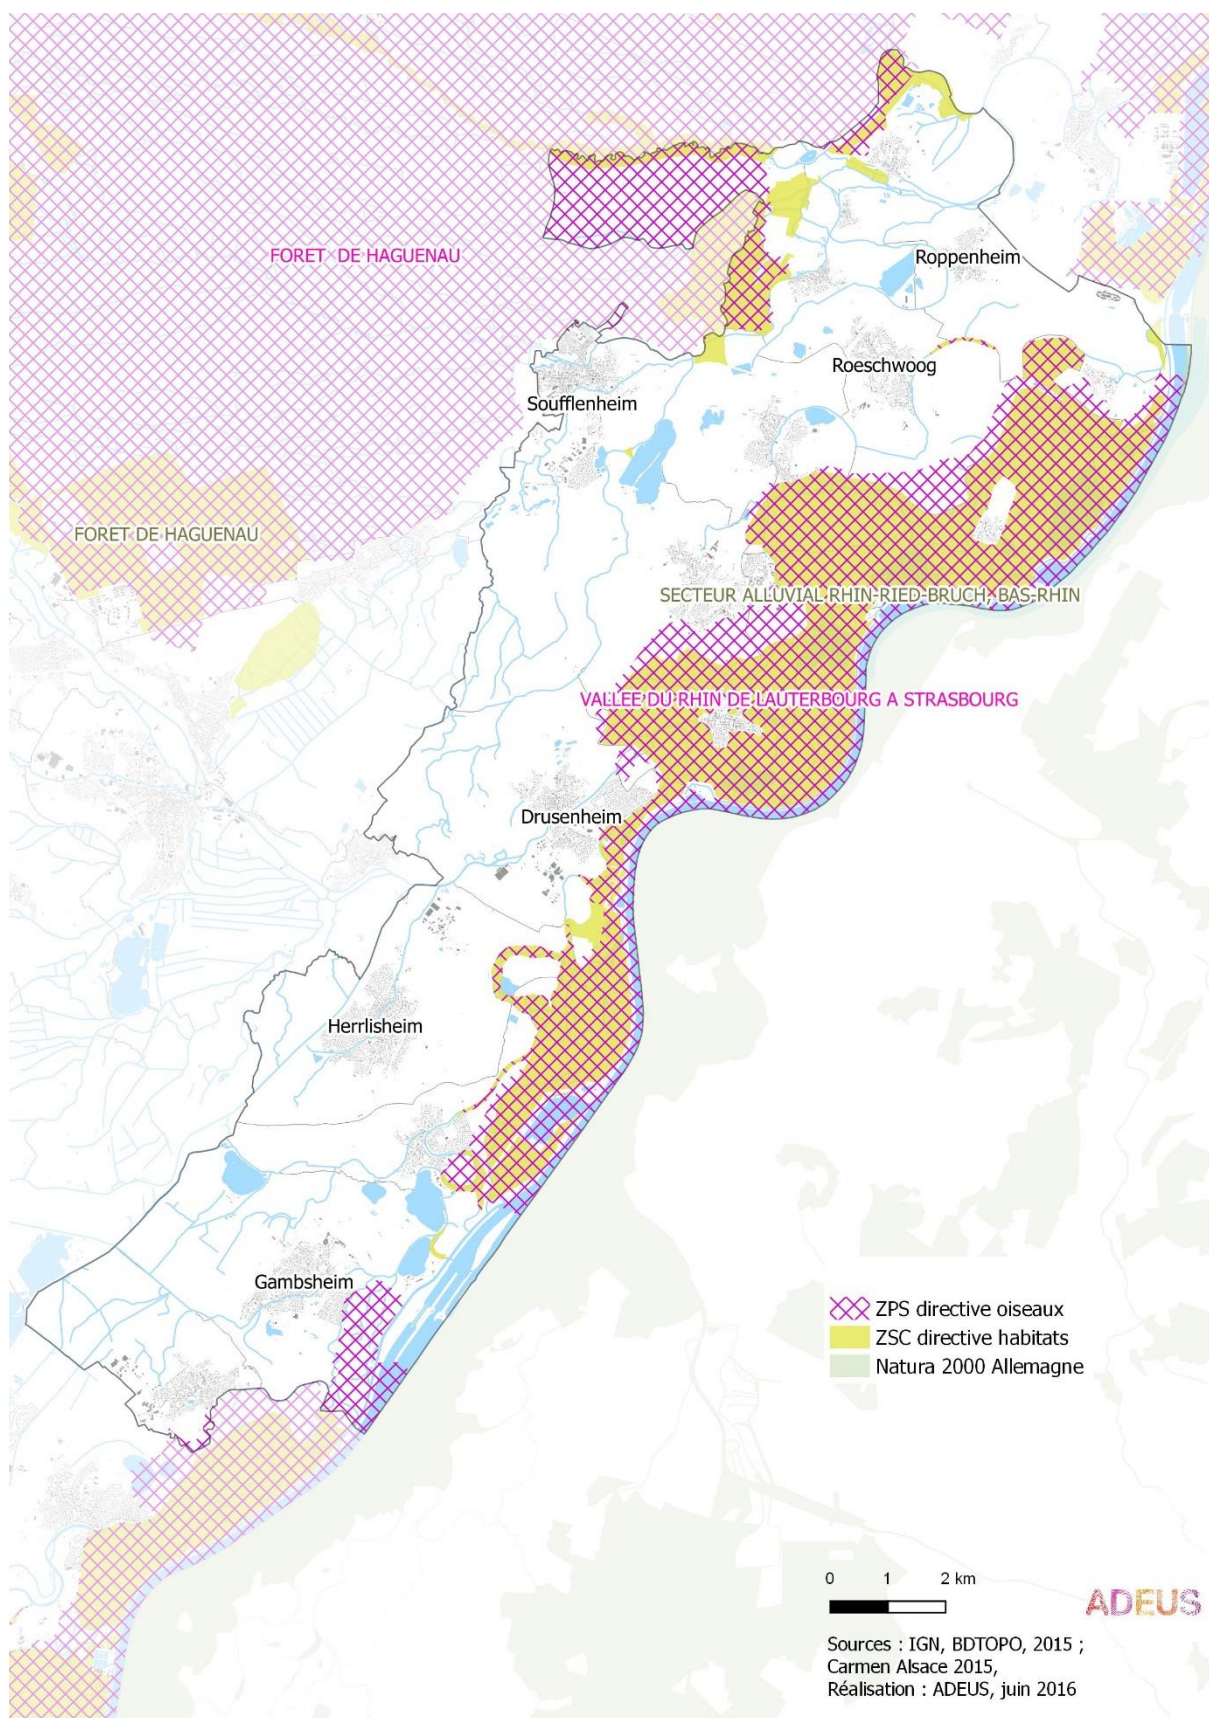 FORET DE HAGUENAU
Roppenheim
Roeschwoog
Soufflenheim
FORET DE HAGUENAU
SECTEUR ALLUVIAL RHIN-RIED-BRUCH, BAS-RHIN
VALLEE DU RHIN DE LAUTERBOURG A STRASBOURG
Drusenheim
Herrlisheim
Gambsheim
ZPS directive oiseaux
ZSC directive habitats
Natura 2000 Allemagne
0 1 2 km
ADEUS
Sources : IGN, BDTOPO, 2015 ;
Carmen Alsace 2015,
Réalisation : ADEUS, juin 2016